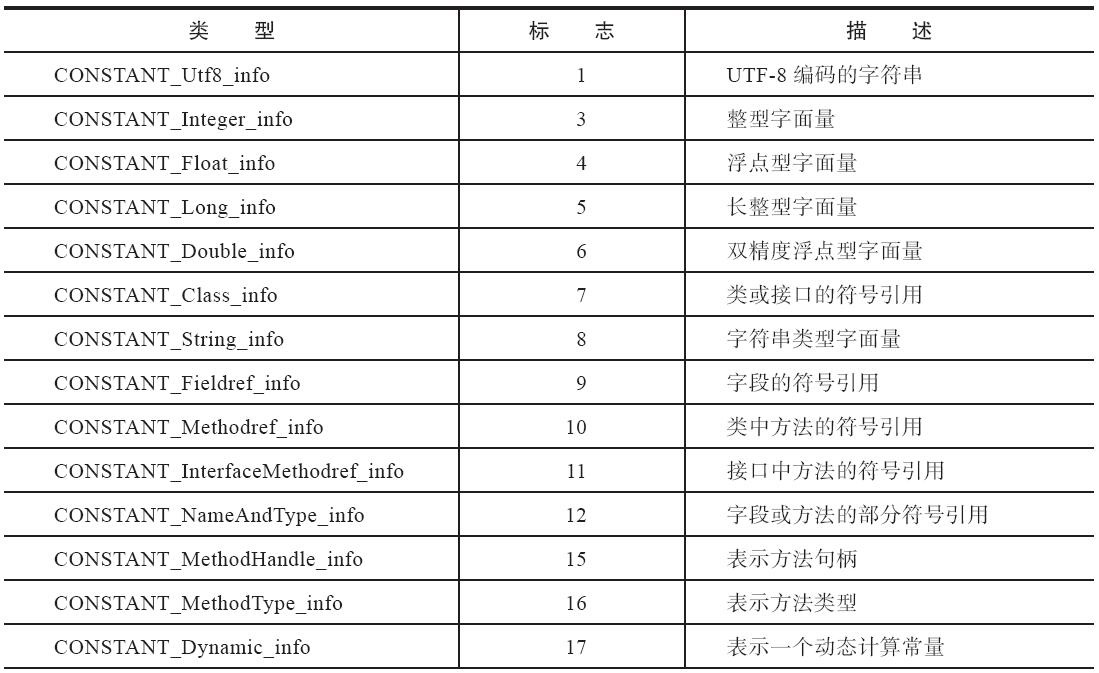 类 型 标 志 描 述
CONSTANT_Utf8_info 1 UTF-8 编码的字符串
CONSTANT_Integer_info 3 整型字面量
CONSTANT_Float_info 4 浮点型字面量
CONSTANT_Long_info 5 长整型字面量
CONSTANT_Double_info 6 双精度浮点型字面量
CONSTANT_Class_info 7 类或接口的符号引用
CONSTANT_String_info 8 字符串类型字面量
CONSTANT_Fieldref_info 9 字段的符号引用
CONSTANT_Methodref_info 10 类中方法的符号引用
CONSTANT_InterfaceMethodref_info 11 接口中方法的符号引用
CONSTANT_NameAndType_info 12 字段或方法的部分符号引用
CONSTANT_MethodHandle_info 15 表示方法句柄
CONSTANT_MethodType_info 16 表示方法类型
CONSTANT_Dynamic_info 17 表示一个动态计算常量